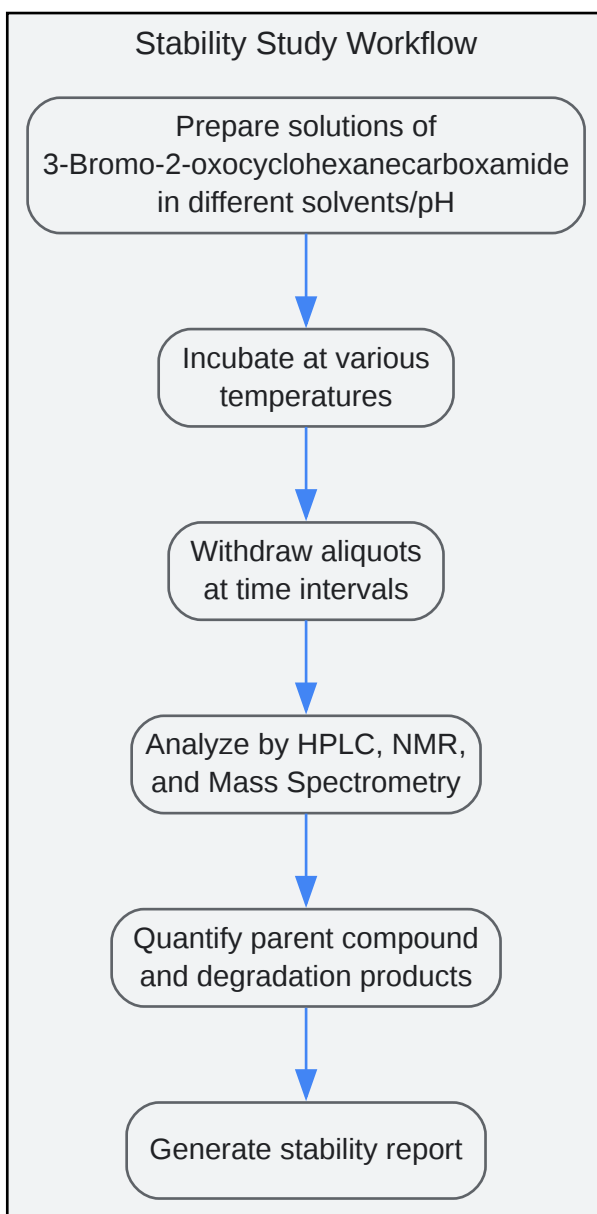 Stability Study Workflow
Prepare solutions of
3-Bromo-2-oxocyclohexanecarboxamide
in different solvents/pH
Incubate at various
temperatures
Withdraw aliquots
at time intervals
Analyze by HPLC, NMR,
and Mass Spectrometry
Quantify parent compound
and degradation products
Generate stability report